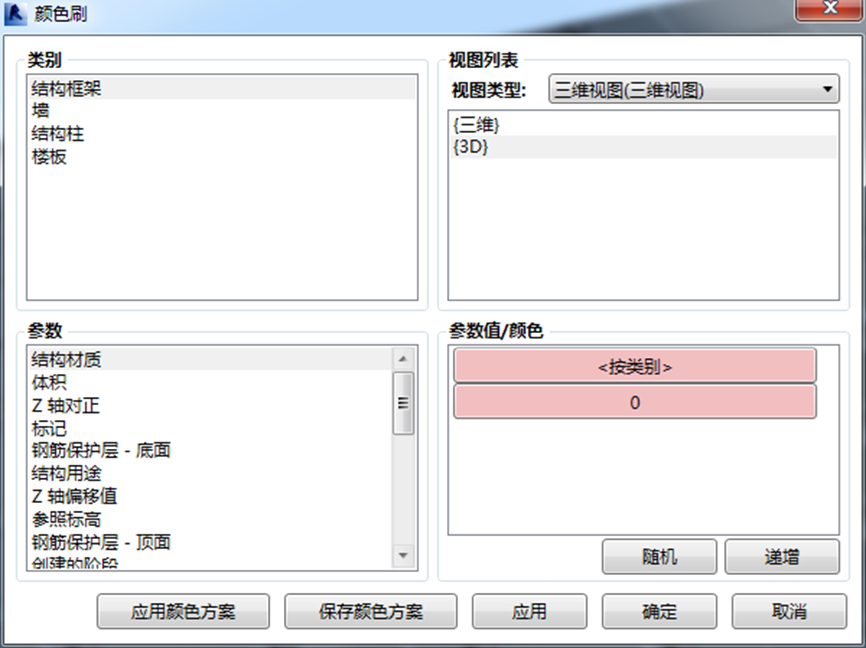 颜色刷
类别
结构框架
墙
结构柱
楼板
视图列表
视图类型: 三维视图(三维视图)
{三维}
{3D}
参数
结构材质
体积
Z 轴对正
标记
钢筋保护层 - 底面
结构用途
Z 轴偏移值
参照标高
钢筋保护层 - 顶面
创建的阶段
参数值/颜色
<按类别>
0
随机 递增
应用颜色方案 保存颜色方案 应用 确定 取消